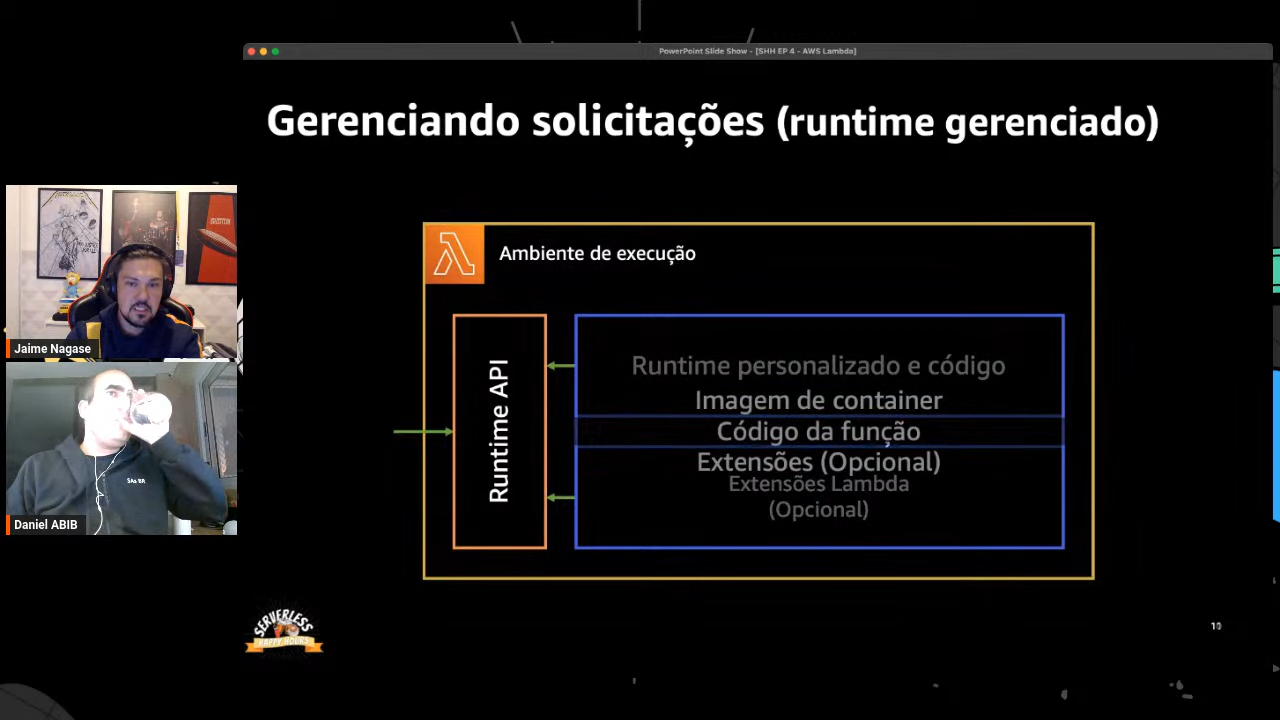 PowerPoint Slide Show - [SHH EP 4 - AWS Lambda]
Gerenciando solicitações (runtime gerenciado)
Ambiente de execução
Runtime API
Runtime personalizado e código
Imagem de container
Código da função
Extensões (Opcional)
Extensões Lambda
(Opcional)
Jaime Nagase
SAs BR
Daniel ABIB
SERVERLESS
HAPPY HOURS